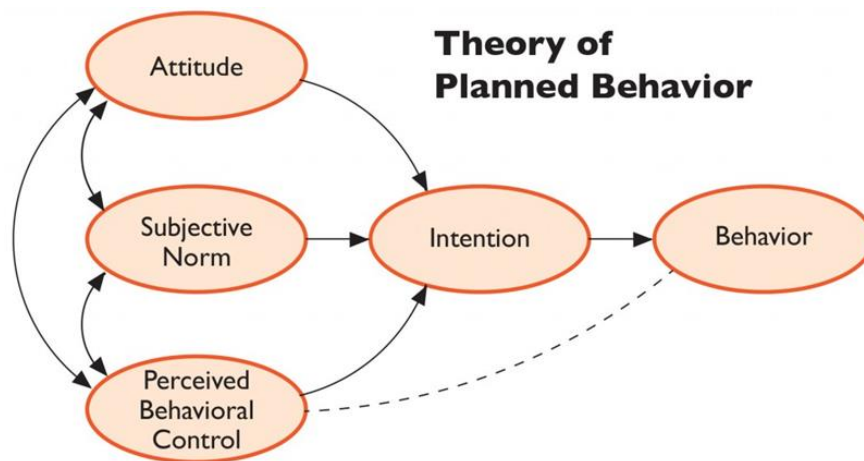 Theory of
Planned Behavior
Attitude
Subjective
Norm
Intention
Behavior
Perceived
Behavioral
Control